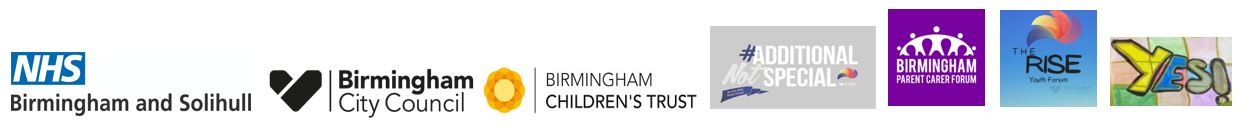 NHS
Birmingham and Solihull
Birmingham
City Council
BIRMINGHAM
CHILDREN'S TRUST
#ADDITIONAL
Not SPECIAL
BIRMINGHAM
PARENT CARER FORUM
THE
RISE
Youth Forum
YES!